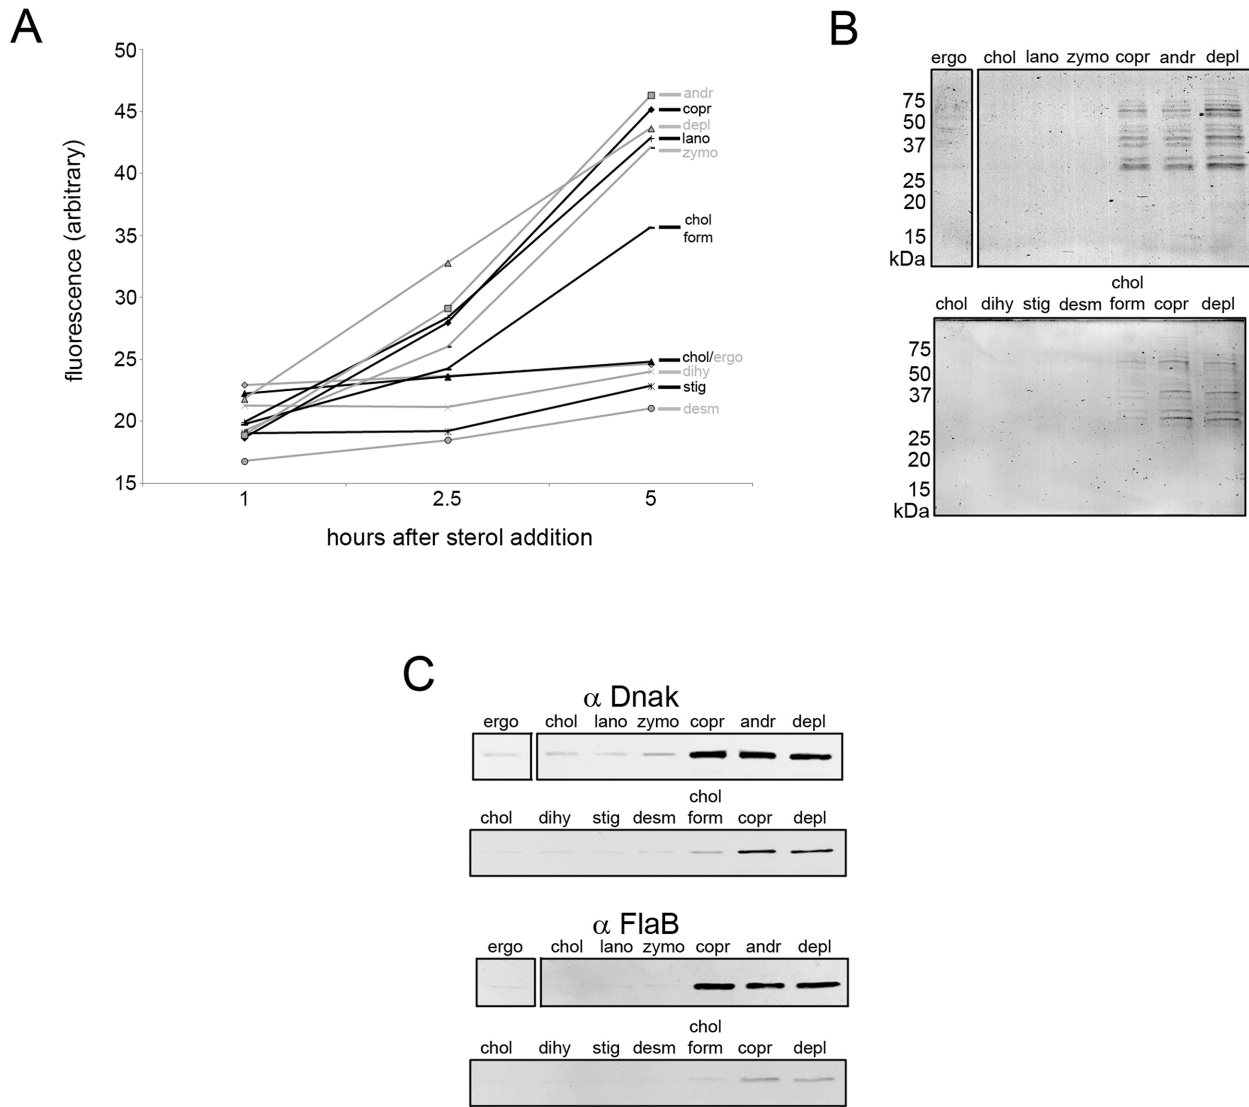 A
50
45
40
35
30
25
20
15
fluorescence (arbitrary)
1 2.5 5
hours after sterol addition
andr
copr
depl
lano
zymo
chol
form
chol/ergo
dihy
stig
desm
B
ergo chol lano zymo copr andr depl
75
50
37
25
20
15
kDa
chol dihy stig desm chol form copr depl
75
50
37
25
20
15
kDa
C
α Dnak
ergo chol lano zymo copr andr depl
chol
chol dihy stig desm form copr depl
α FlaB
ergo chol lano zymo copr andr depl
chol
chol dihy stig desm form copr depl